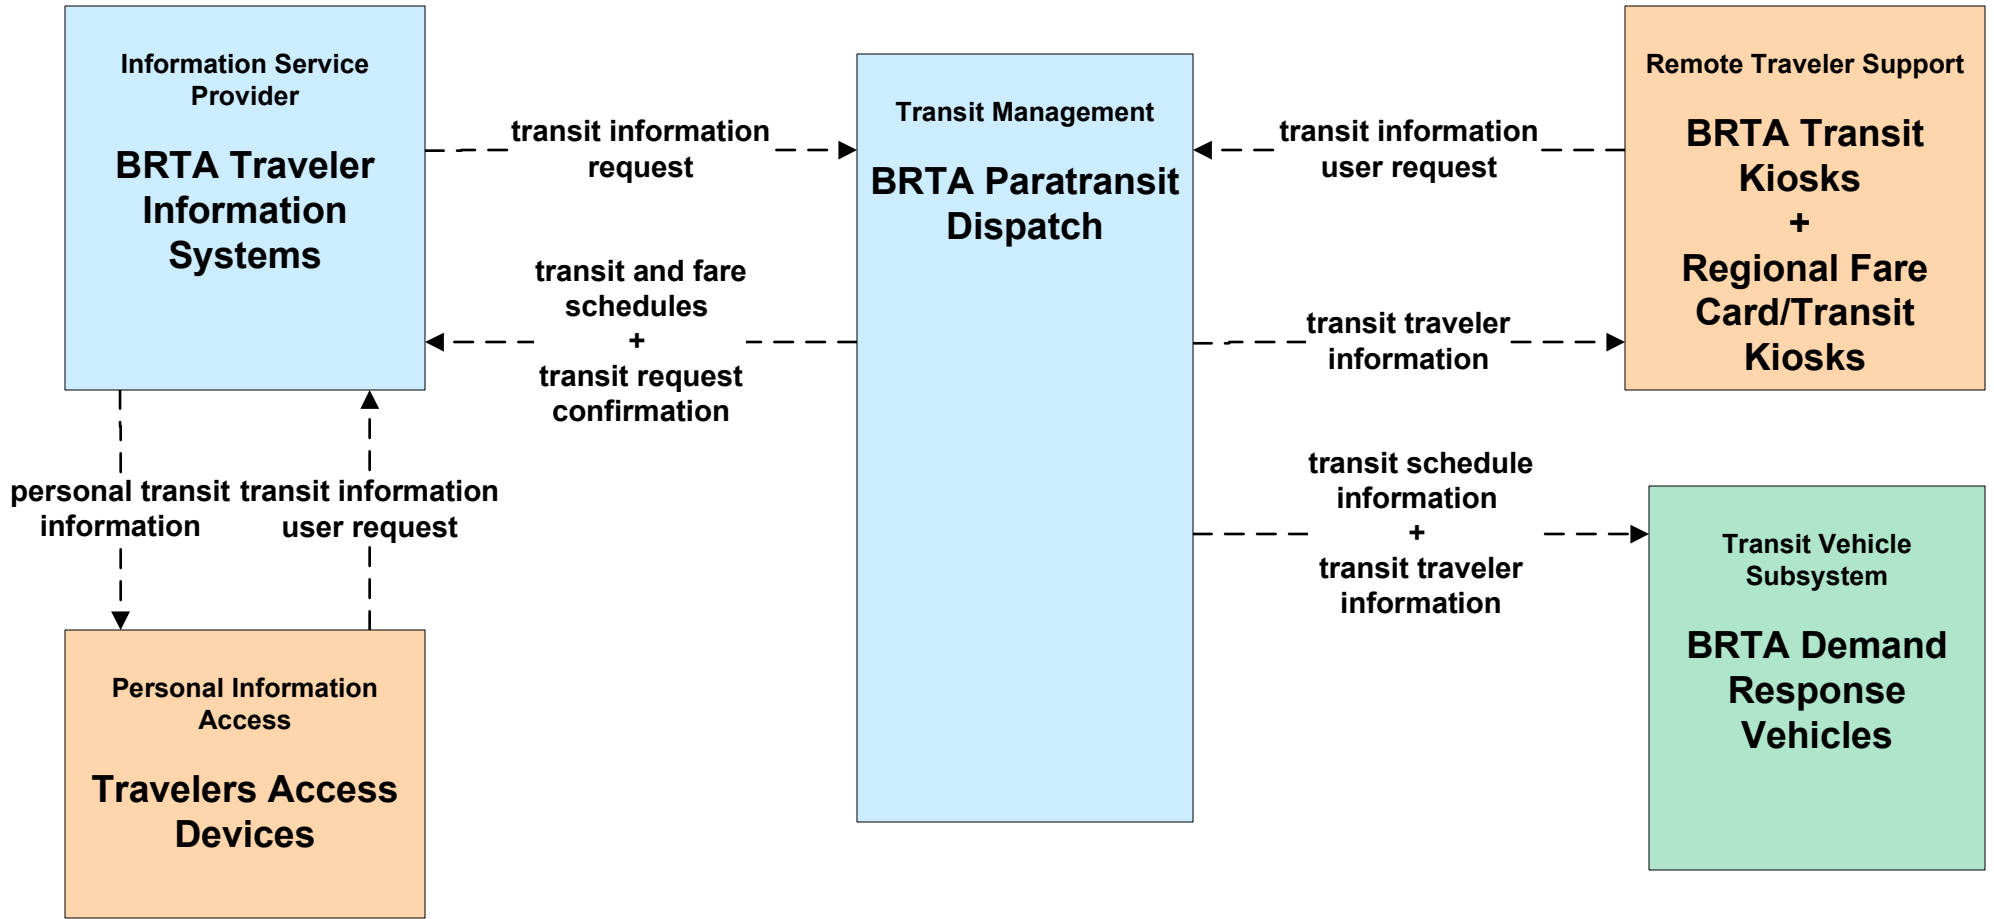 Information Service
Provider
BRTA Traveler
Information
Systems
transit information
request
transit and fare
schedules
+
transit request
confirmation
personal transit
information
transit information
user request
Personal Information
Access
Travelers Access
Devices
Transit Management
BRTA Paratransit
Dispatch
transit information
user request
transit traveler
information
transit schedule
information
+
transit traveler
information
Remote Traveler Support
BRTA Transit
Kiosks
+
Regional Fare
Card/Transit
Kiosks
Transit Vehicle
Subsystem
BRTA Demand
Response
Vehicles